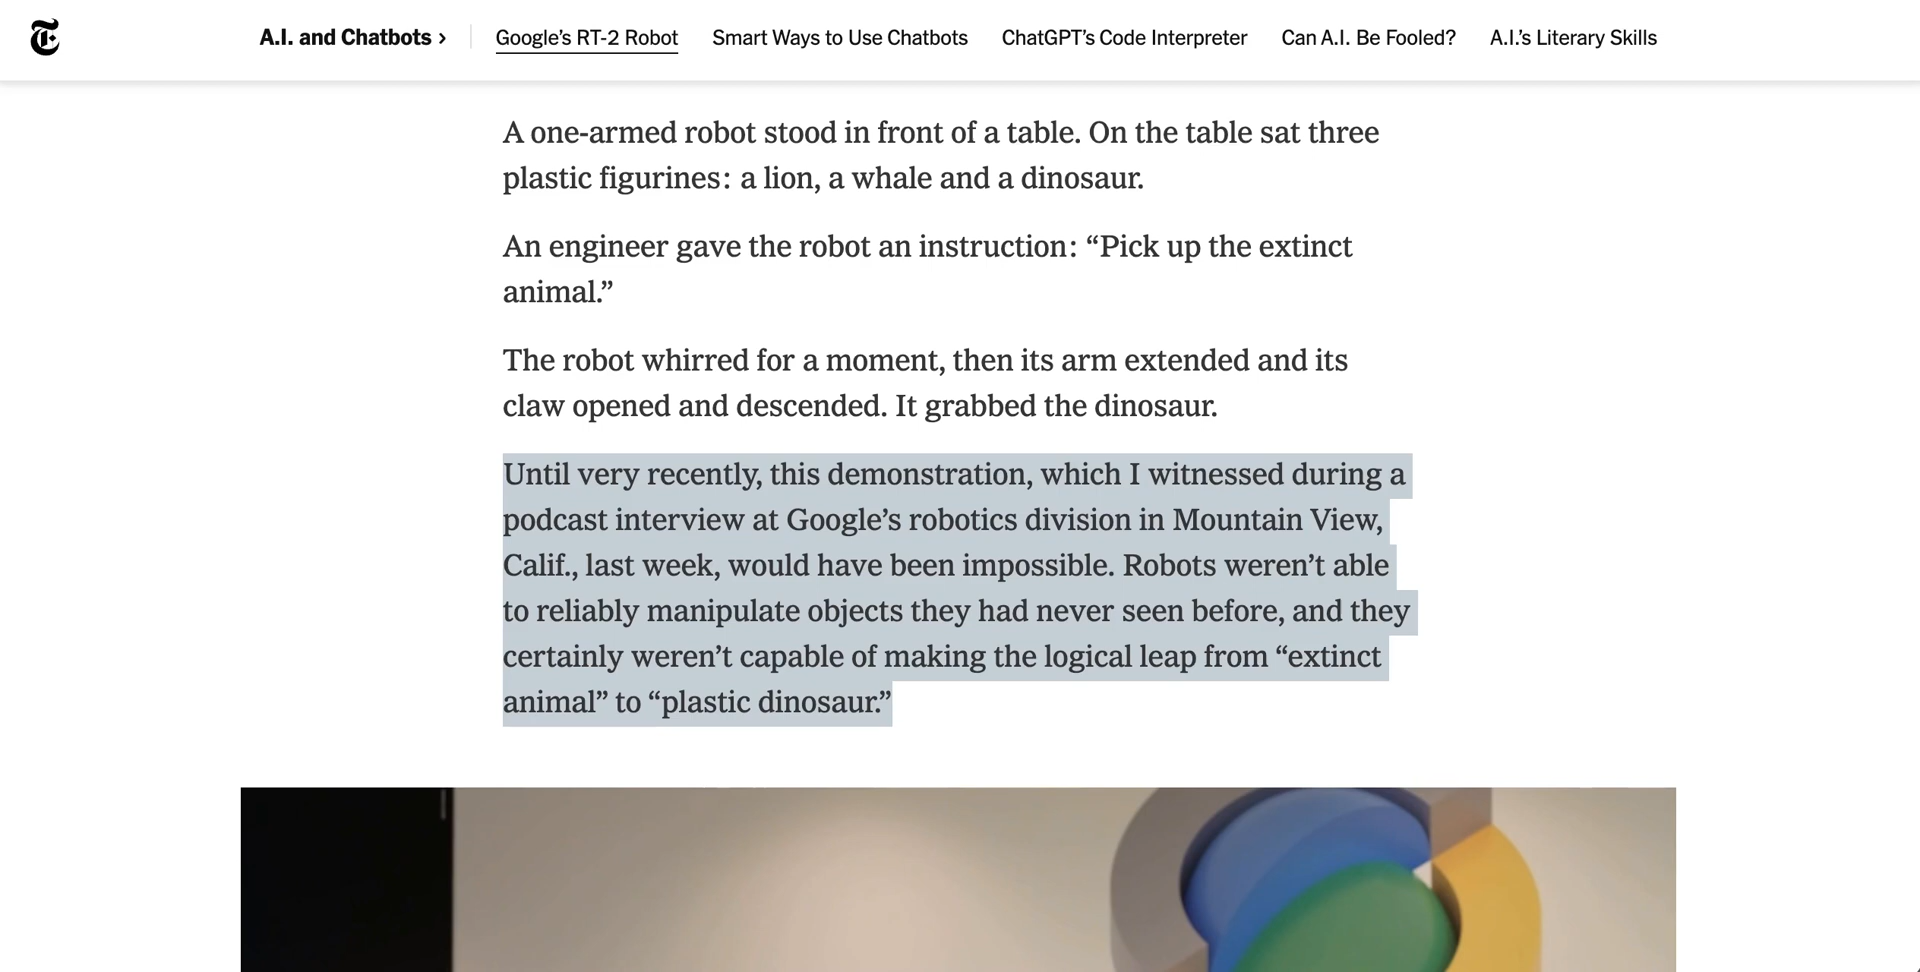 A.I. and Chatbots › Google’s RT-2 Robot Smart Ways to Use Chatbots ChatGPT’s Code Interpreter Can A.I. Be Fooled? A.I.’s Literary Skills
A one-armed robot stood in front of a table. On the table sat three
plastic figurines: a lion, a whale and a dinosaur.
An engineer gave the robot an instruction: “Pick up the extinct
animal.”
The robot whirred for a moment, then its arm extended and its
claw opened and descended. It grabbed the dinosaur.
Until very recently, this demonstration, which I witnessed during a
podcast interview at Google’s robotics division in Mountain View,
Calif., last week, would have been impossible. Robots weren’t able
to reliably manipulate objects they had never seen before, and they
certainly weren’t capable of making the logical leap from “extinct
animal” to “plastic dinosaur.”